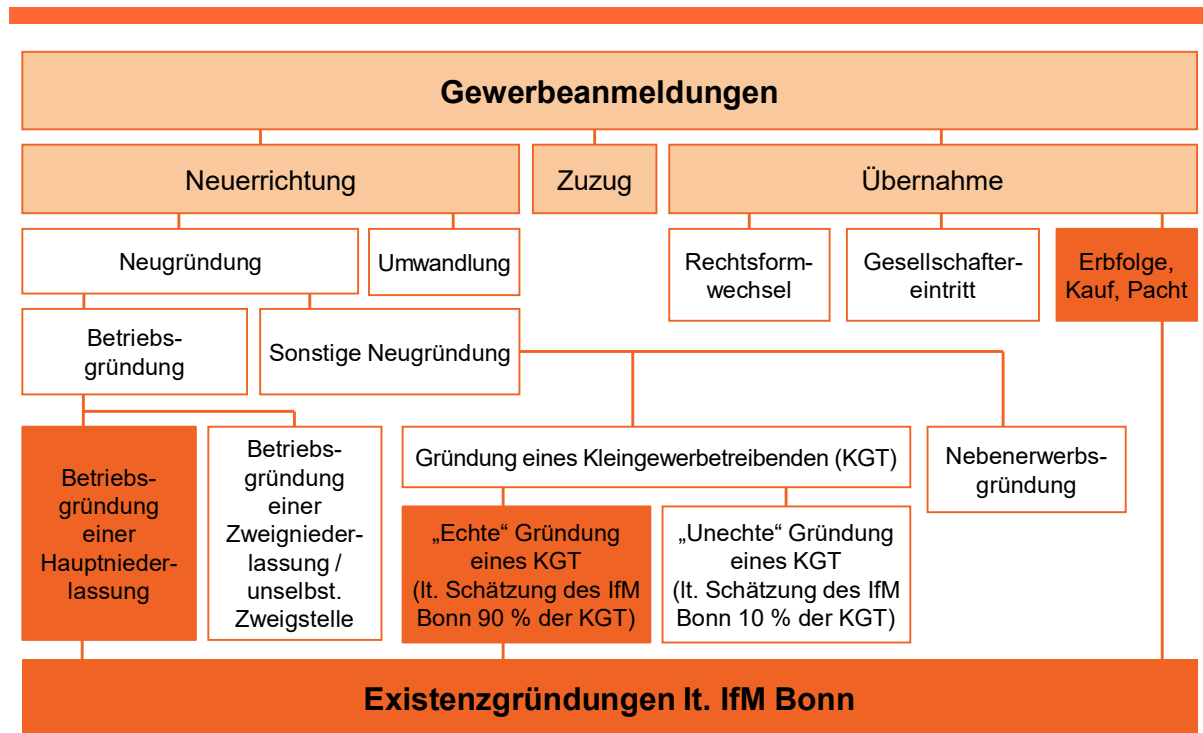 Gewerbeanmeldungen
Neuerrichtung
Zuzug
Übernahme
Neugründung
Umwandlung
Rechtsform-
wechsel
Gesellschafter-
eintritt
Erbfolge,
Kauf, Pacht
Betriebs-
gründung
Sonstige Neugründung
Betriebs-
gründung
einer
Hauptnieder-
lassung
Betriebs-
gründung
einer
Zweignieder-
lassung /
unselbst.
Zweigstelle
Gründung eines Kleingewerbetreibenden (KGT)
Nebenerwerbs-
gründung
„Echte“ Gründung
eines KGT
(lt. Schätzung des IfM
Bonn 90 % der KGT)
„Unechte“ Gründung
eines KGT
(lt. Schätzung des IfM
Bonn 10 % der KGT)
Existenzgründungen lt. IfM Bonn